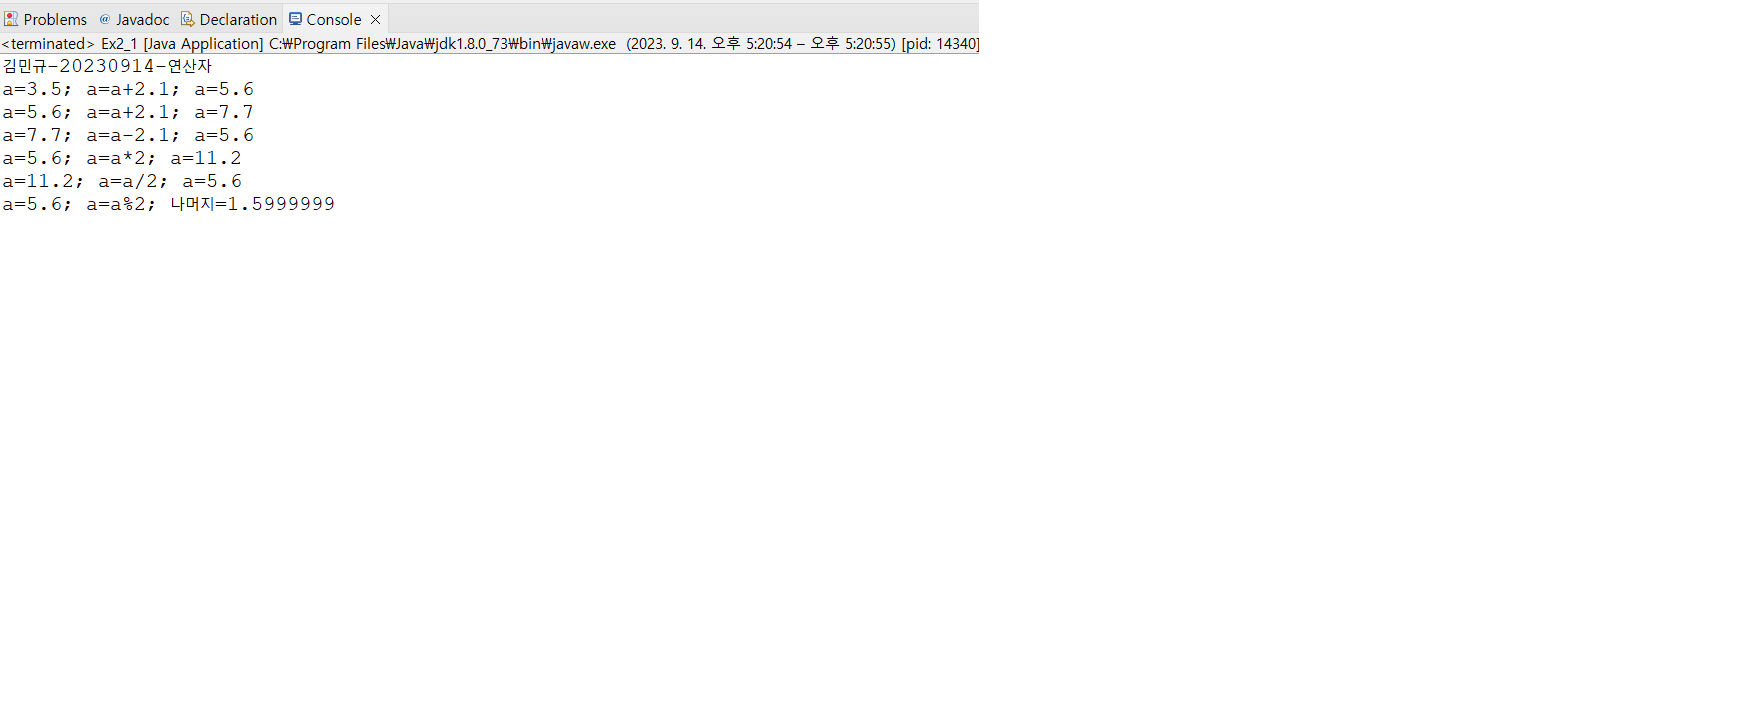 Problems @ Javadoc Declaration Console
<terminated> Ex2_1 [Java Application] C:₩Program Files₩Java₩jdk1.8.0_73₩bin₩javaw.exe (2023. 9. 14. 오후 5:20:54 – 오후 5:20:55) [pid: 14340]
김민규-20230914-연산자
a=3.5; a=a+2.1; a=5.6
a=5.6; a=a+2.1; a=7.7
a=7.7; a=a-2.1; a=5.6
a=5.6; a=a*2; a=11.2
a=11.2; a=a/2; a=5.6
a=5.6; a=a%2; 나머지=1.5999999